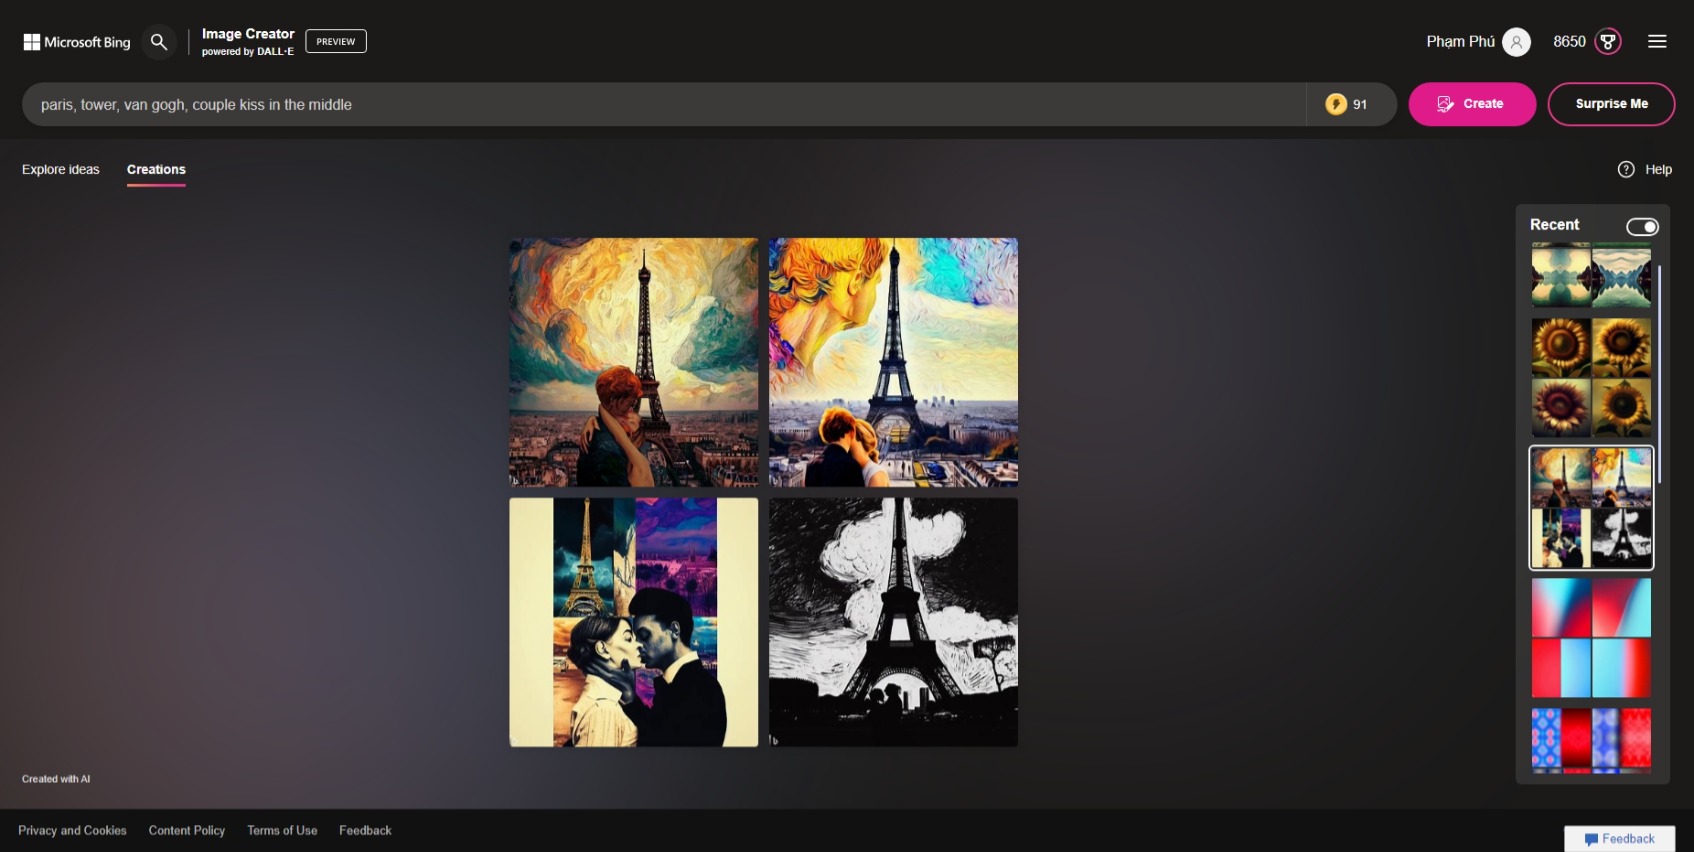 Microsoft Bing
Image Creator
powered by DALL·E
PREVIEW
Phạm Phú
8650
paris, tower, van gogh, couple kiss in the middle
91
Create
Surprise Me
Explore ideas
Creations
Help
Recent
Created with AI
Privacy and Cookies
Content Policy
Terms of Use
Feedback
Feedback